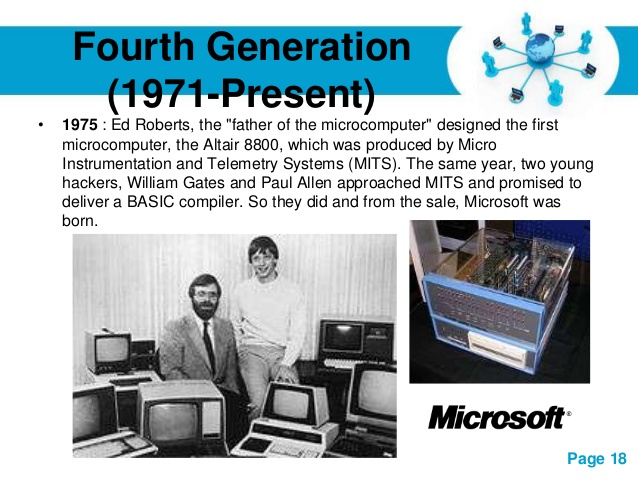 Fourth Generation
(1971-Present)
• 1975 : Ed Roberts, the "father of the microcomputer" designed the first
microcomputer, the Altair 8800, which was produced by Micro
Instrumentation and Telemetry Systems (MITS). The same year, two young
hackers, William Gates and Paul Allen approached MITS and promised to
deliver a BASIC compiler. So they did and from the sale, Microsoft was
born.
Microsoft®
Page 18